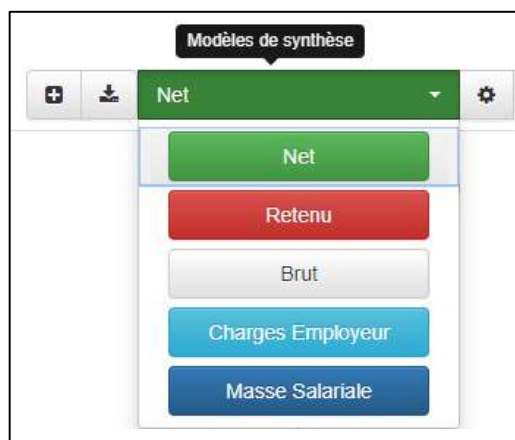 Modèles de synthèse
Net
Net
Retenu
Brut
Charges Employeur
Masse Salariale